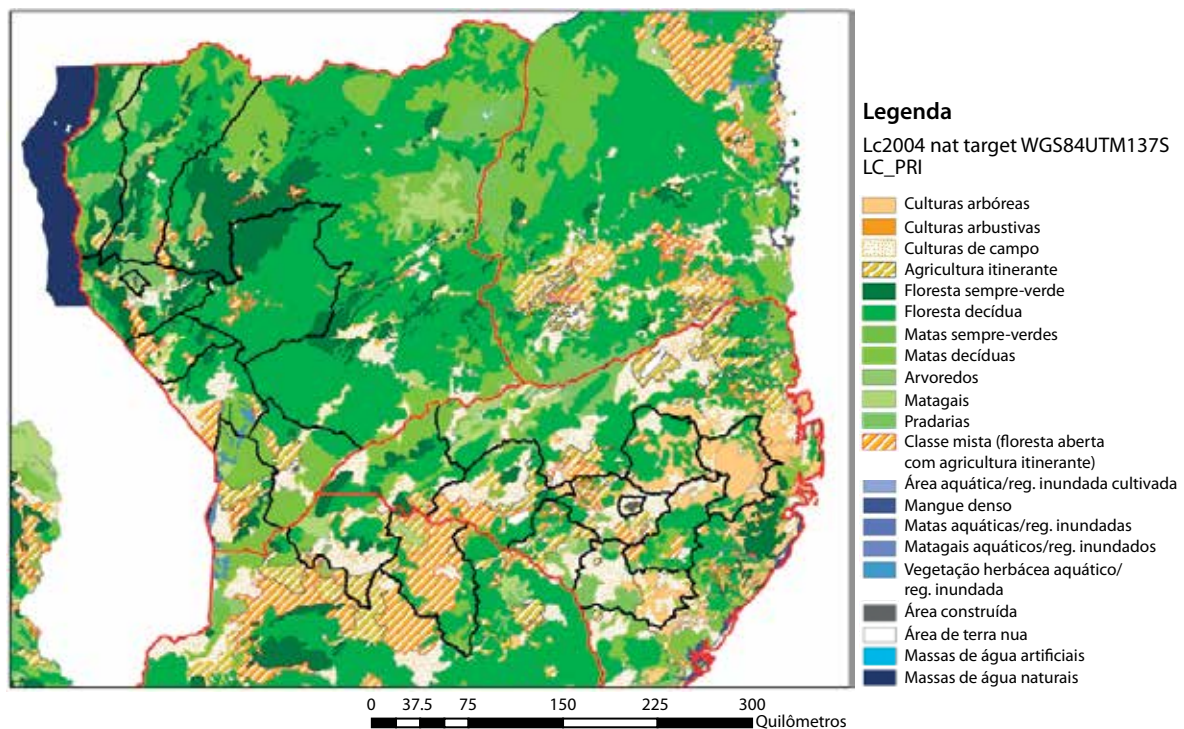 Legenda
Lc2004 nat target WGS84UTM137S
LC_PRI
Culturas arbóreas
Culturas arbustivas
Culturas de campo
Agricultura itinerante
Floresta sempre-verde
Floresta decídua
Matas sempre-verdes
Matas decíduas
Arvoredos
Matagais
Pradarias
Classe mista (floresta aberta
com agricultura itinerante)
Área aquática/reg. inundada cultivada
Mangue denso
Matas aquáticas/reg. inundadas
Matagais aquáticos/reg. inundados
Vegetação herbácea aquático/
reg. inundada
Área construída
Área de terra nua
Massas de água artificiais
Massas de água naturais
0 37.5 75 150 225 300
Quilômetros